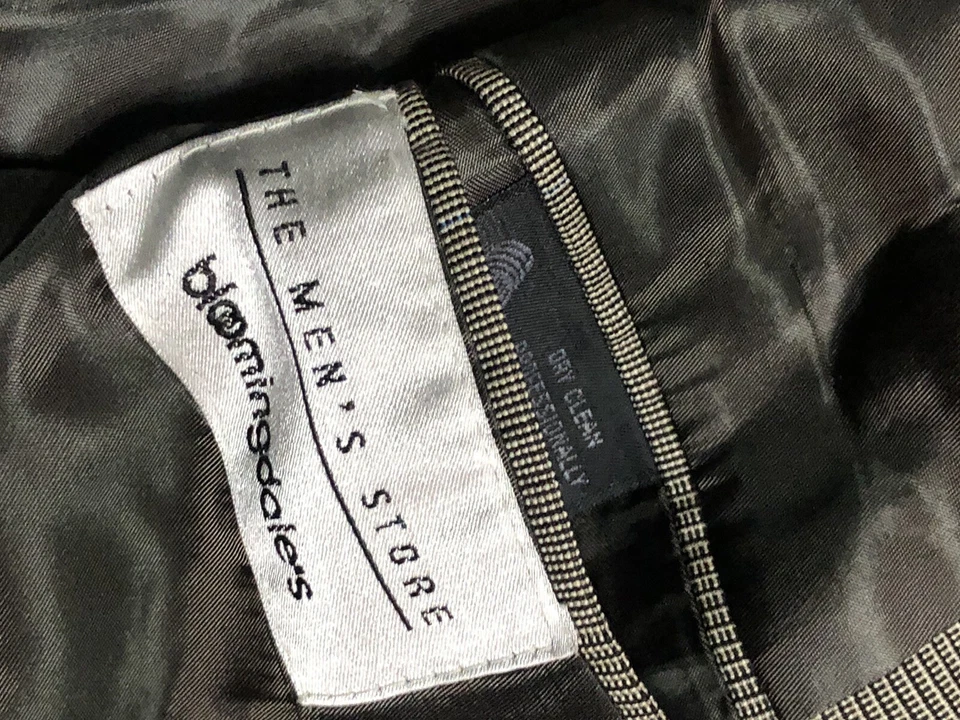 THE MEN'S STORE
bloomingdale's
DRY CLEAN
PROFESSIONALLY